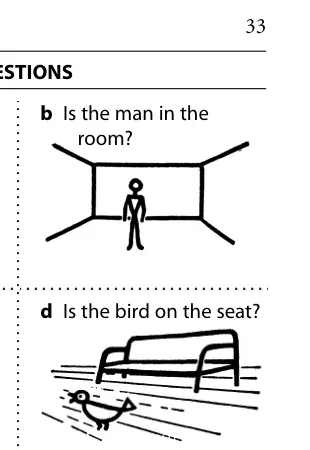 33
ESTIONS
b Is the man in the
room?
d Is the bird on the seat?